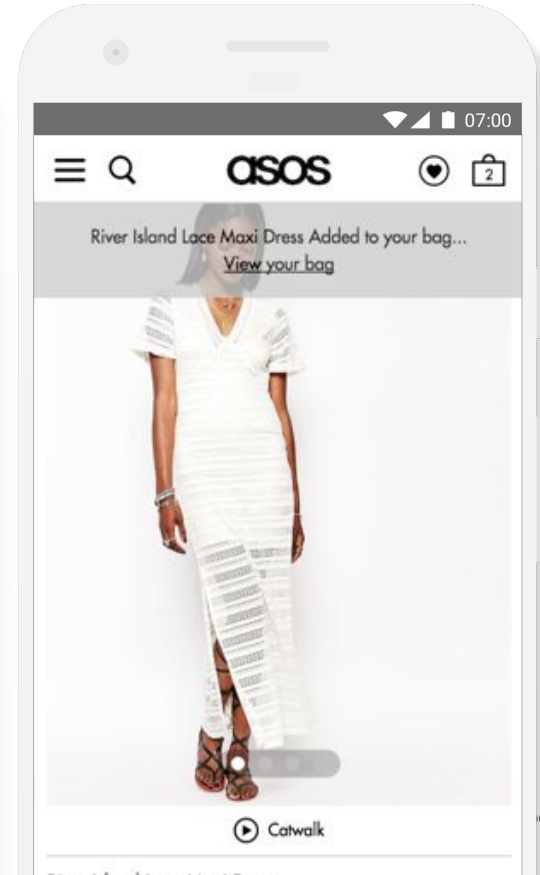 07:00
asos
2
River Island Lace Maxi Dress Added to your bag...
View your bag
Catwalk